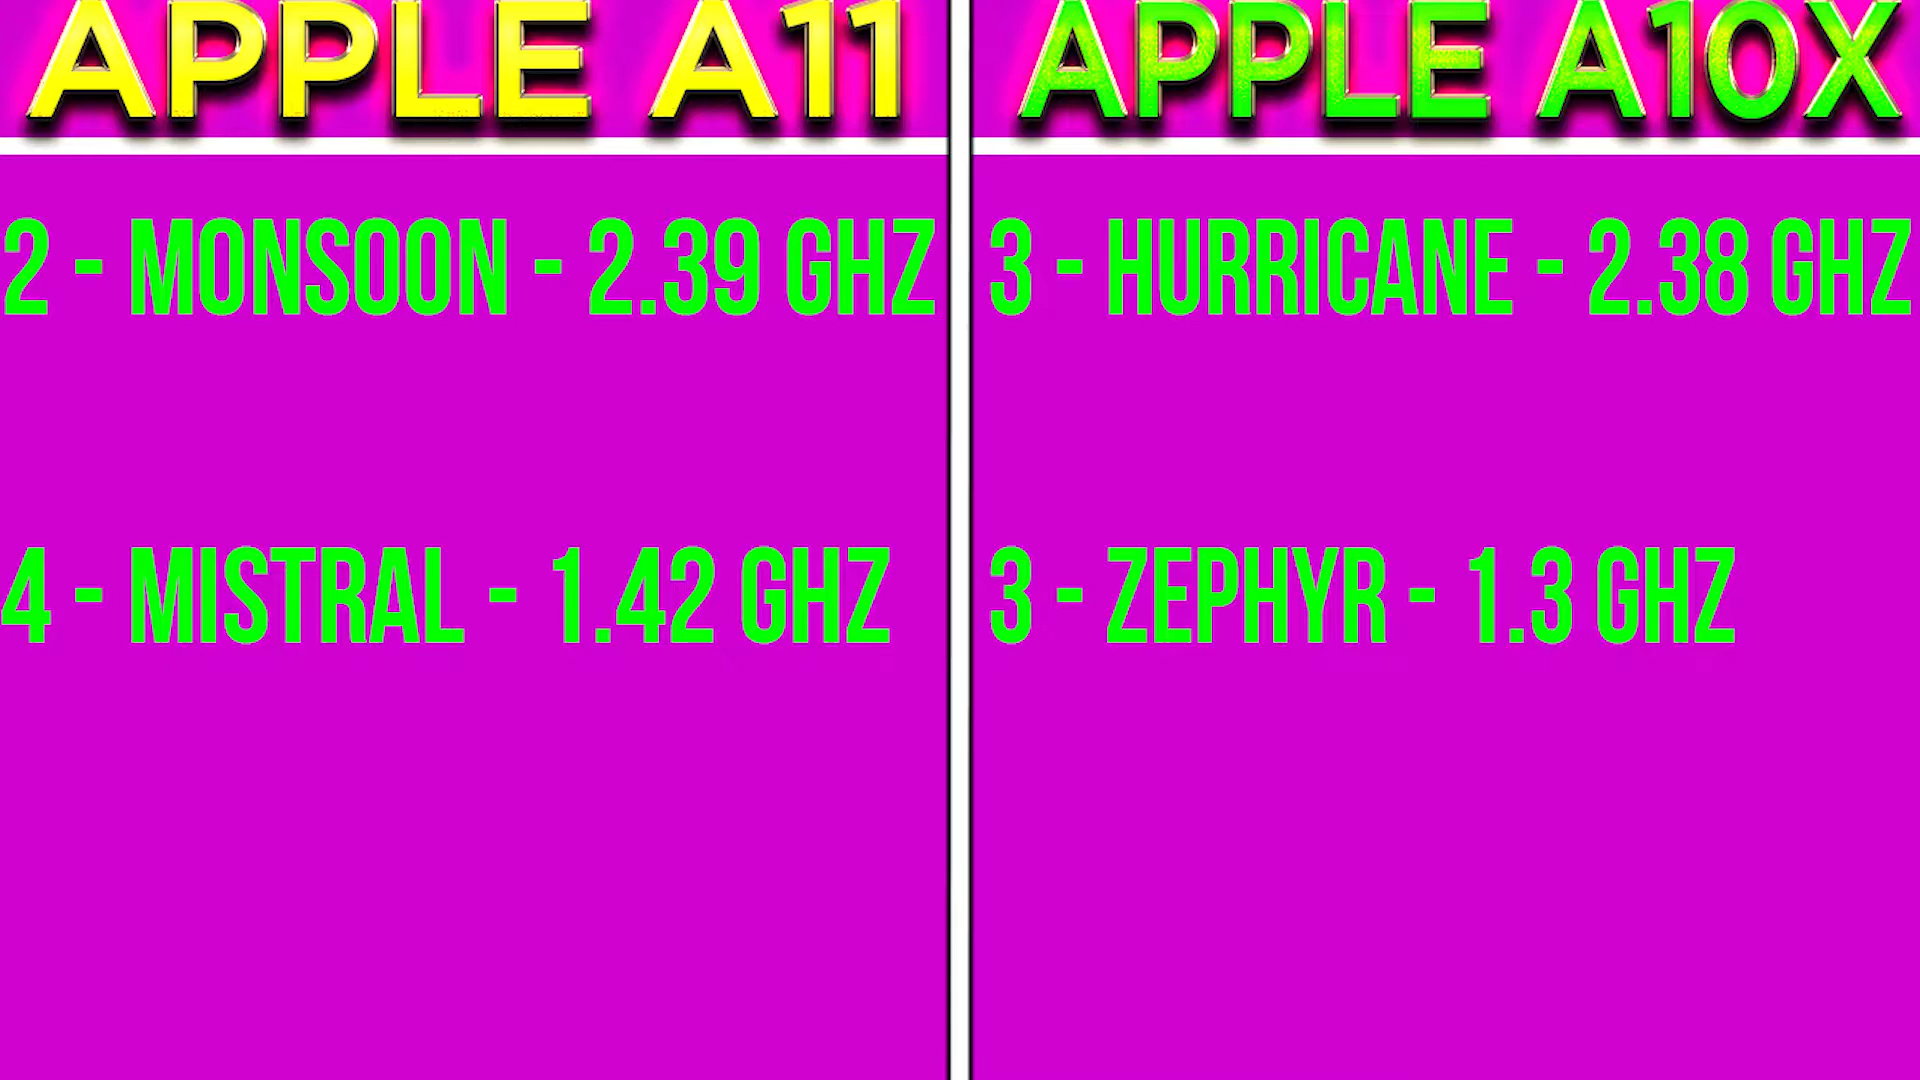 APPLE A11
APPLE A10X
2 - MONSOON - 2.39 GHZ
3 - HURRICANE - 2.38 GHZ
4 - MISTRAL - 1.42 GHZ
3 - ZEPHYR - 1.3 GHZ